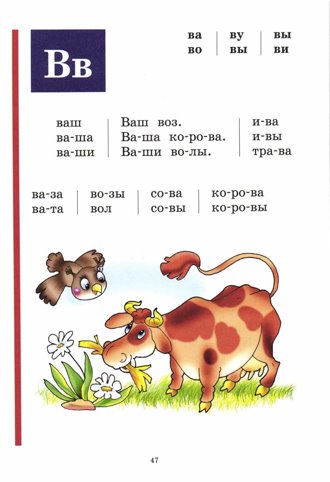 Вв
ва | ву | вы
во | вы | ви
ваш | Ваш воз. | и-ва
ва-ша | Ва-ша ко-ро-ва. | и-вы
ва-ши | Ва-ши во-лы. | тра-ва
ва-за | во-зы | со-ва | ко-ро-ва
ва-та | вол | со-вы | ко-ро-вы
47